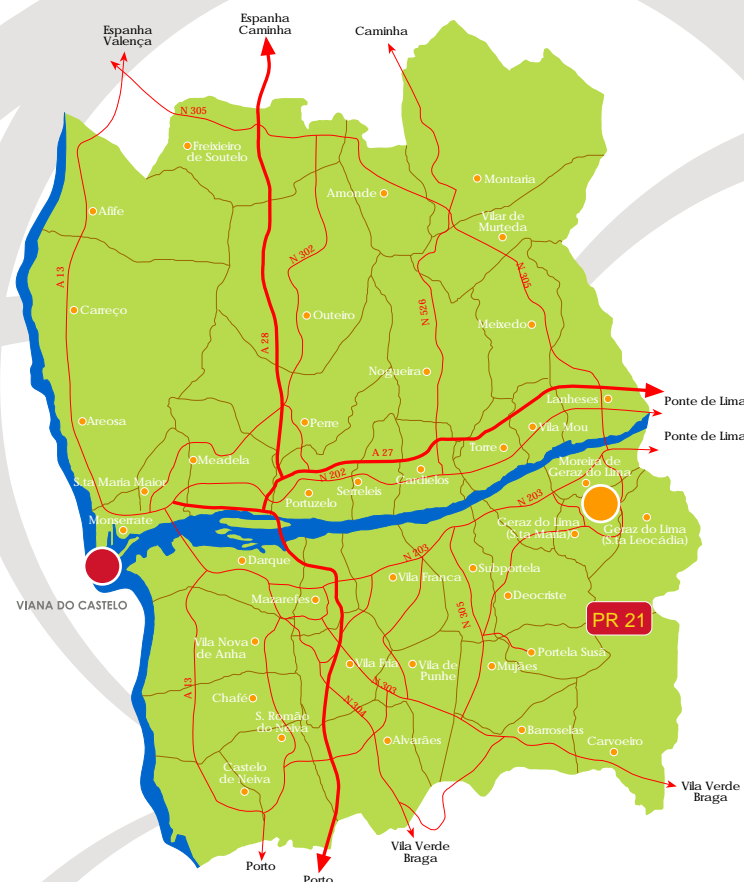 Espanha
Caminha
Espanha
Valença
Caminha
N 305
Freixieiro
de Soutelo
Montaria
Amonde
Afife
Vilar de
Murteda
N 302
A 13
N 305
Carreço
Outeiro
N 526
Meixedo
A 28
Nogueira
Lanheses
Ponte de Lima
Areosa
Perre
Vila Mou
Ponte de Lima
A 27
Torre
Meadela
Moreira de
Geraz do Lima
N 202
Cardielos
S.ta Maria Maior
Serreleis
Portuzelo
N 203
Monserrate
Geraz do Lima
(S.ta Maria)
Geraz do Lima
(S.ta Leocádia)
N 203
Darque
Subportela
Vila Franca
VIANA DO CASTELO
Mazarefes
Deocriste
N 305
PR 21
Vila Nova
de Anha
Portela Susã
Vila Fria
Vila de
Punhe
Mujães
A 13
N 303
Chafé
N 304
S. Romão
do Neiva
Barroselas
Alvarães
Carvoeiro
Castelo
de Neiva
Vila Verde
Braga
Vila Verde
Braga
Porto
Porto